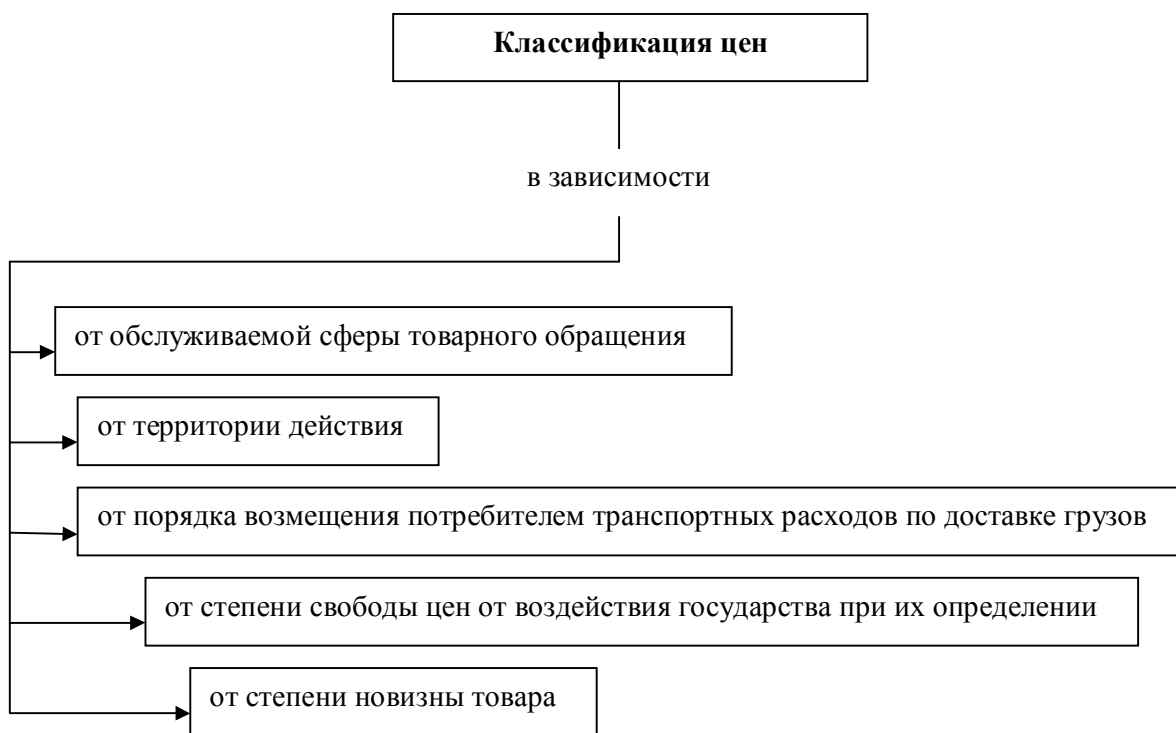 Классификация цен
в зависимости
от обслуживаемой сферы товарного обращения
от территории действия
от порядка возмещения потребителем транспортных расходов по доставке грузов
от степени свободы цен от воздействия государства при их определении
от степени новизны товара